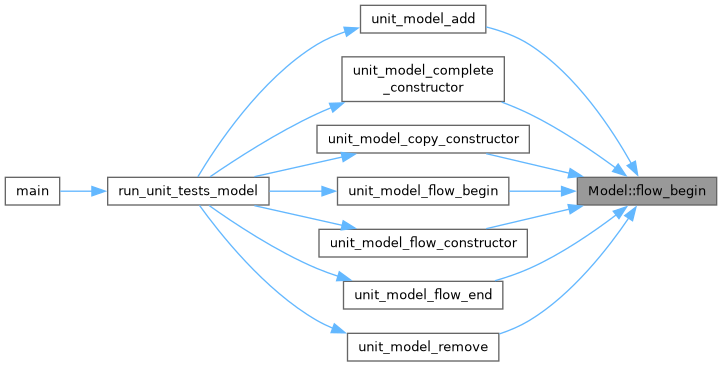 main
run_unit_tests_model
unit_model_add
unit_model_complete
_constructor
unit_model_copy_constructor
unit_model_flow_begin
unit_model_flow_constructor
unit_model_flow_end
unit_model_remove
Model::flow_begin